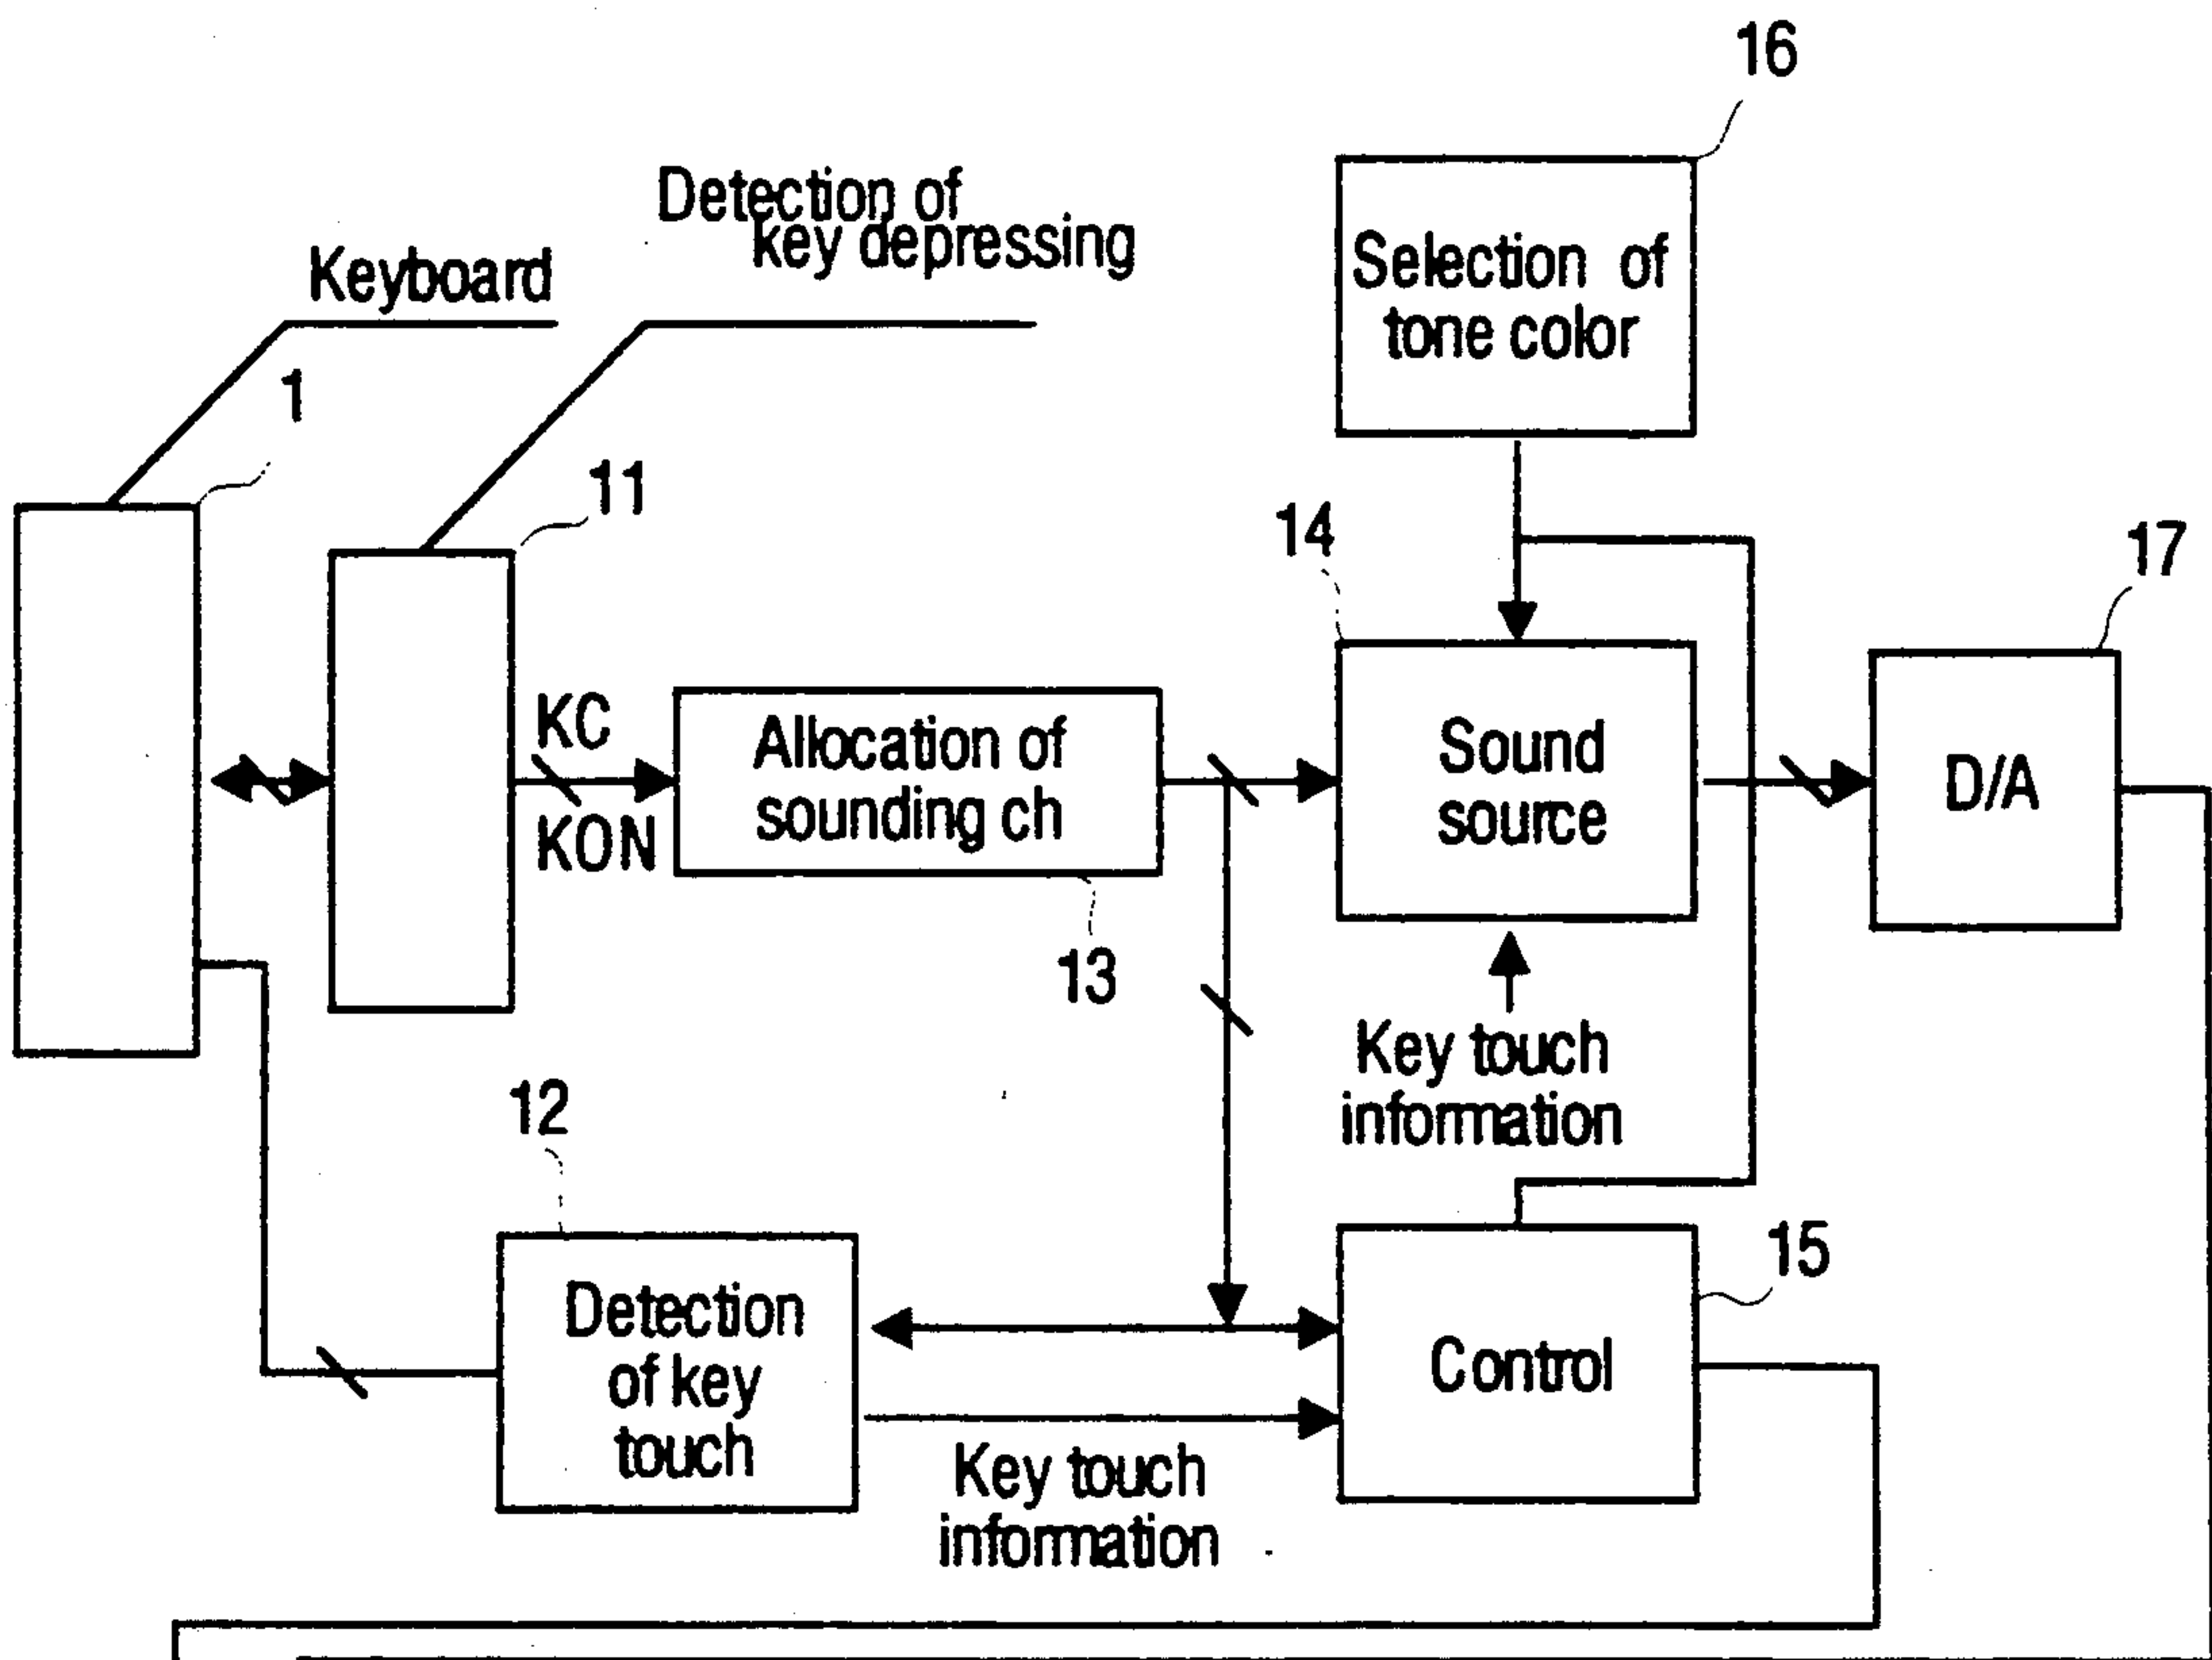 16
Detection of
key depressing
Keyboard
Selection of
tone color
1
11
14
17
KC
KON
Allocation of
sounding ch
Sound
source
D/A
13
Key touch
information
12
15
Detection
of key
touch
Control
Key touch
information